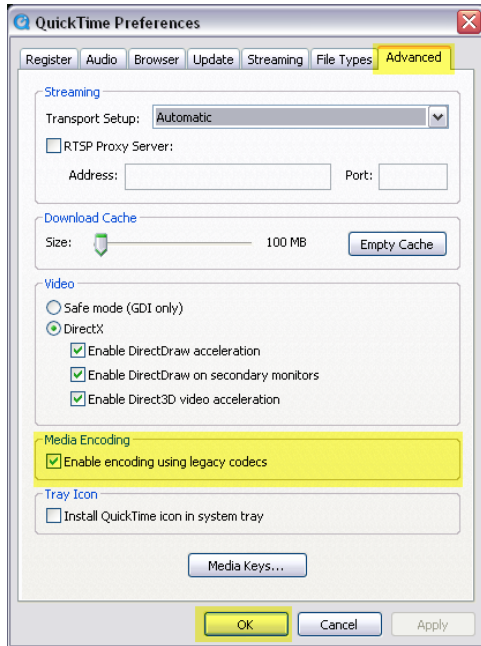 QuickTime Preferences
Register Audio Browser Update Streaming File Types Advanced
Streaming
Transport Setup: Automatic
RTSP Proxy Server:
Address: Port:
Download Cache
Size: 100 MB Empty Cache
Video
Safe mode (GDI only)
DirectX
Enable DirectDraw acceleration
Enable DirectDraw on secondary monitors
Enable Direct3D video acceleration
Media Encoding
Enable encoding using legacy codecs
Tray Icon
Install QuickTime icon in system tray
Media Keys...
OK Cancel Apply